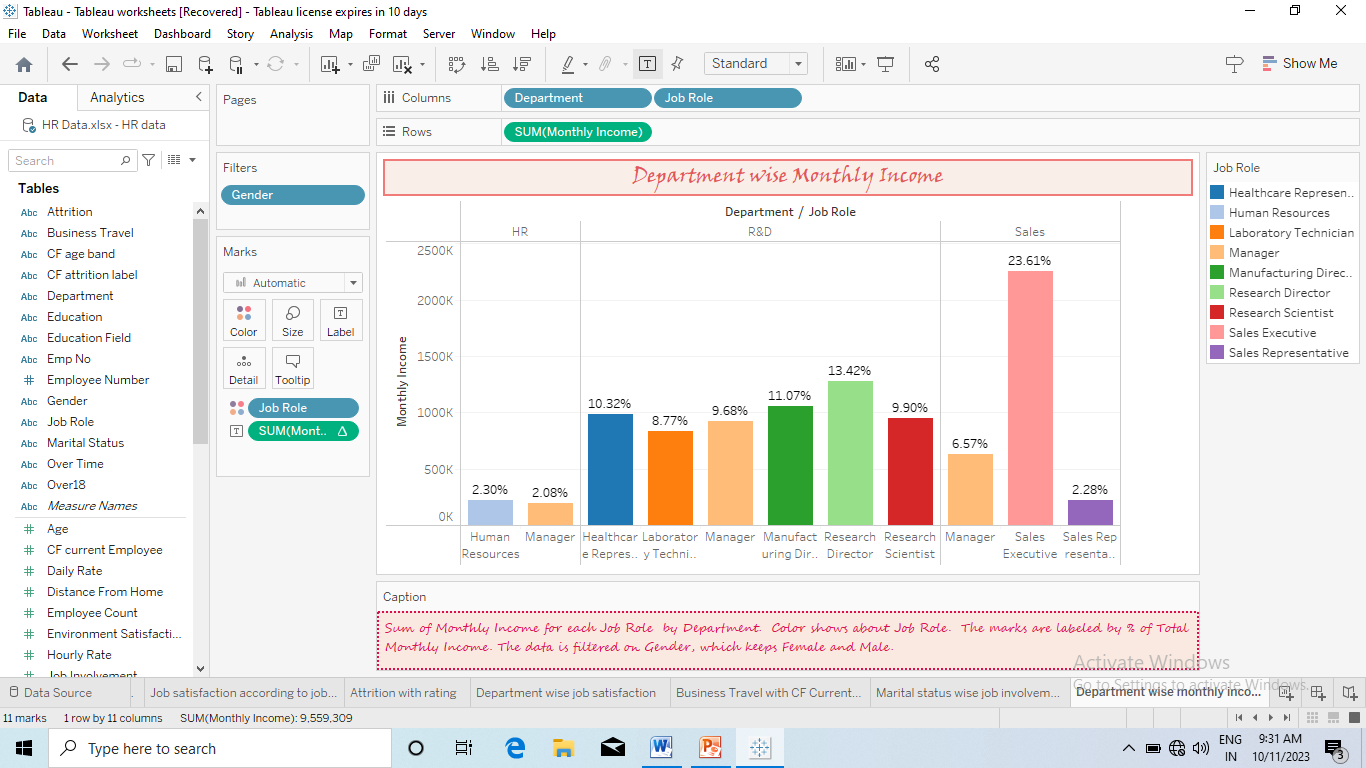 Tableau - Tableau worksheets [Recovered] - Tableau license expires in 10 days
File Data Worksheet Dashboard Story Analysis Map Format Server Window Help
Standard
Show Me
Data Analytics
HR Data.xlsx - HR data
Search
Tables
Abc Attrition
Abc Business Travel
Abc CF age band
Abc CF attrition label
Abc Department
Abc Education
Abc Education Field
Abc Emp No
# Employee Number
Abc Gender
Abc Job Role
Abc Marital Status
Abc Over Time
Abc Over18
Abc Measure Names
# Age
# CF current Employee
# Daily Rate
# Distance From Home
# Employee Count
# Environment Satisfacti...
# Hourly Rate
# Job Involvement
Pages
Filters
Gender
Marks
Automatic
Color Size Label
Detail Tooltip
Job Role
SUM(Mont.. Δ
Columns Department Job Role
Rows SUM(Monthly Income)
Department wise Monthly Income
Department / Job Role
HR R&D Sales
Monthly Income
2500K
2000K
1500K
1000K
500K
0K
2.30% 2.08% 10.32% 8.77% 9.68% 11.07% 13.42% 9.90% 6.57% 23.61% 2.28%
Human Manager Healthcar Laborator Manager Manufact Research Research Manager Sales Sales Rep
Resources e Repres.. y Techni.. uring Dir.. Director Scientist Executive resenta..
Job Role
Healthcare Represen..
Human Resources
Laboratory Technician
Manager
Manufacturing Direc..
Research Director
Research Scientist
Sales Executive
Sales Representative
Caption
Sum of Monthly Income for each Job Role by Department. Color shows about Job Role. The marks are labeled by % of Total
Monthly Income. The data is filtered on Gender, which keeps Female and Male.
Activate Windows
Go to Settings to activate Windows.
Data Source Job satisfaction according to job... Attrition with rating Department wise job satisfaction Business Travel with CF Current... Marital status wise job involvem... Department wise monthly inco...
11 marks 1 row by 11 columns SUM(Monthly Income): 9,559,309
Type here to search
ENG
IN
9:31 AM
10/11/2023
3